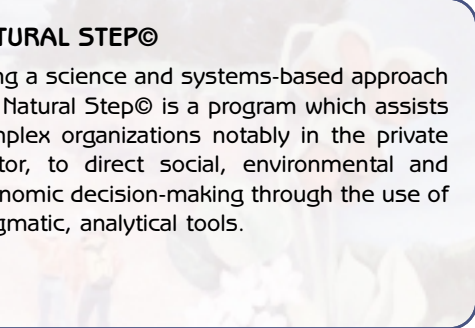 TURAL STEP©
ng a science and systems-based approach
Natural Step© is a program which assists
mplex organizations notably in the private
tor, to direct social, environmental and
nomic decision-making through the use of
gmatic, analytical tools.